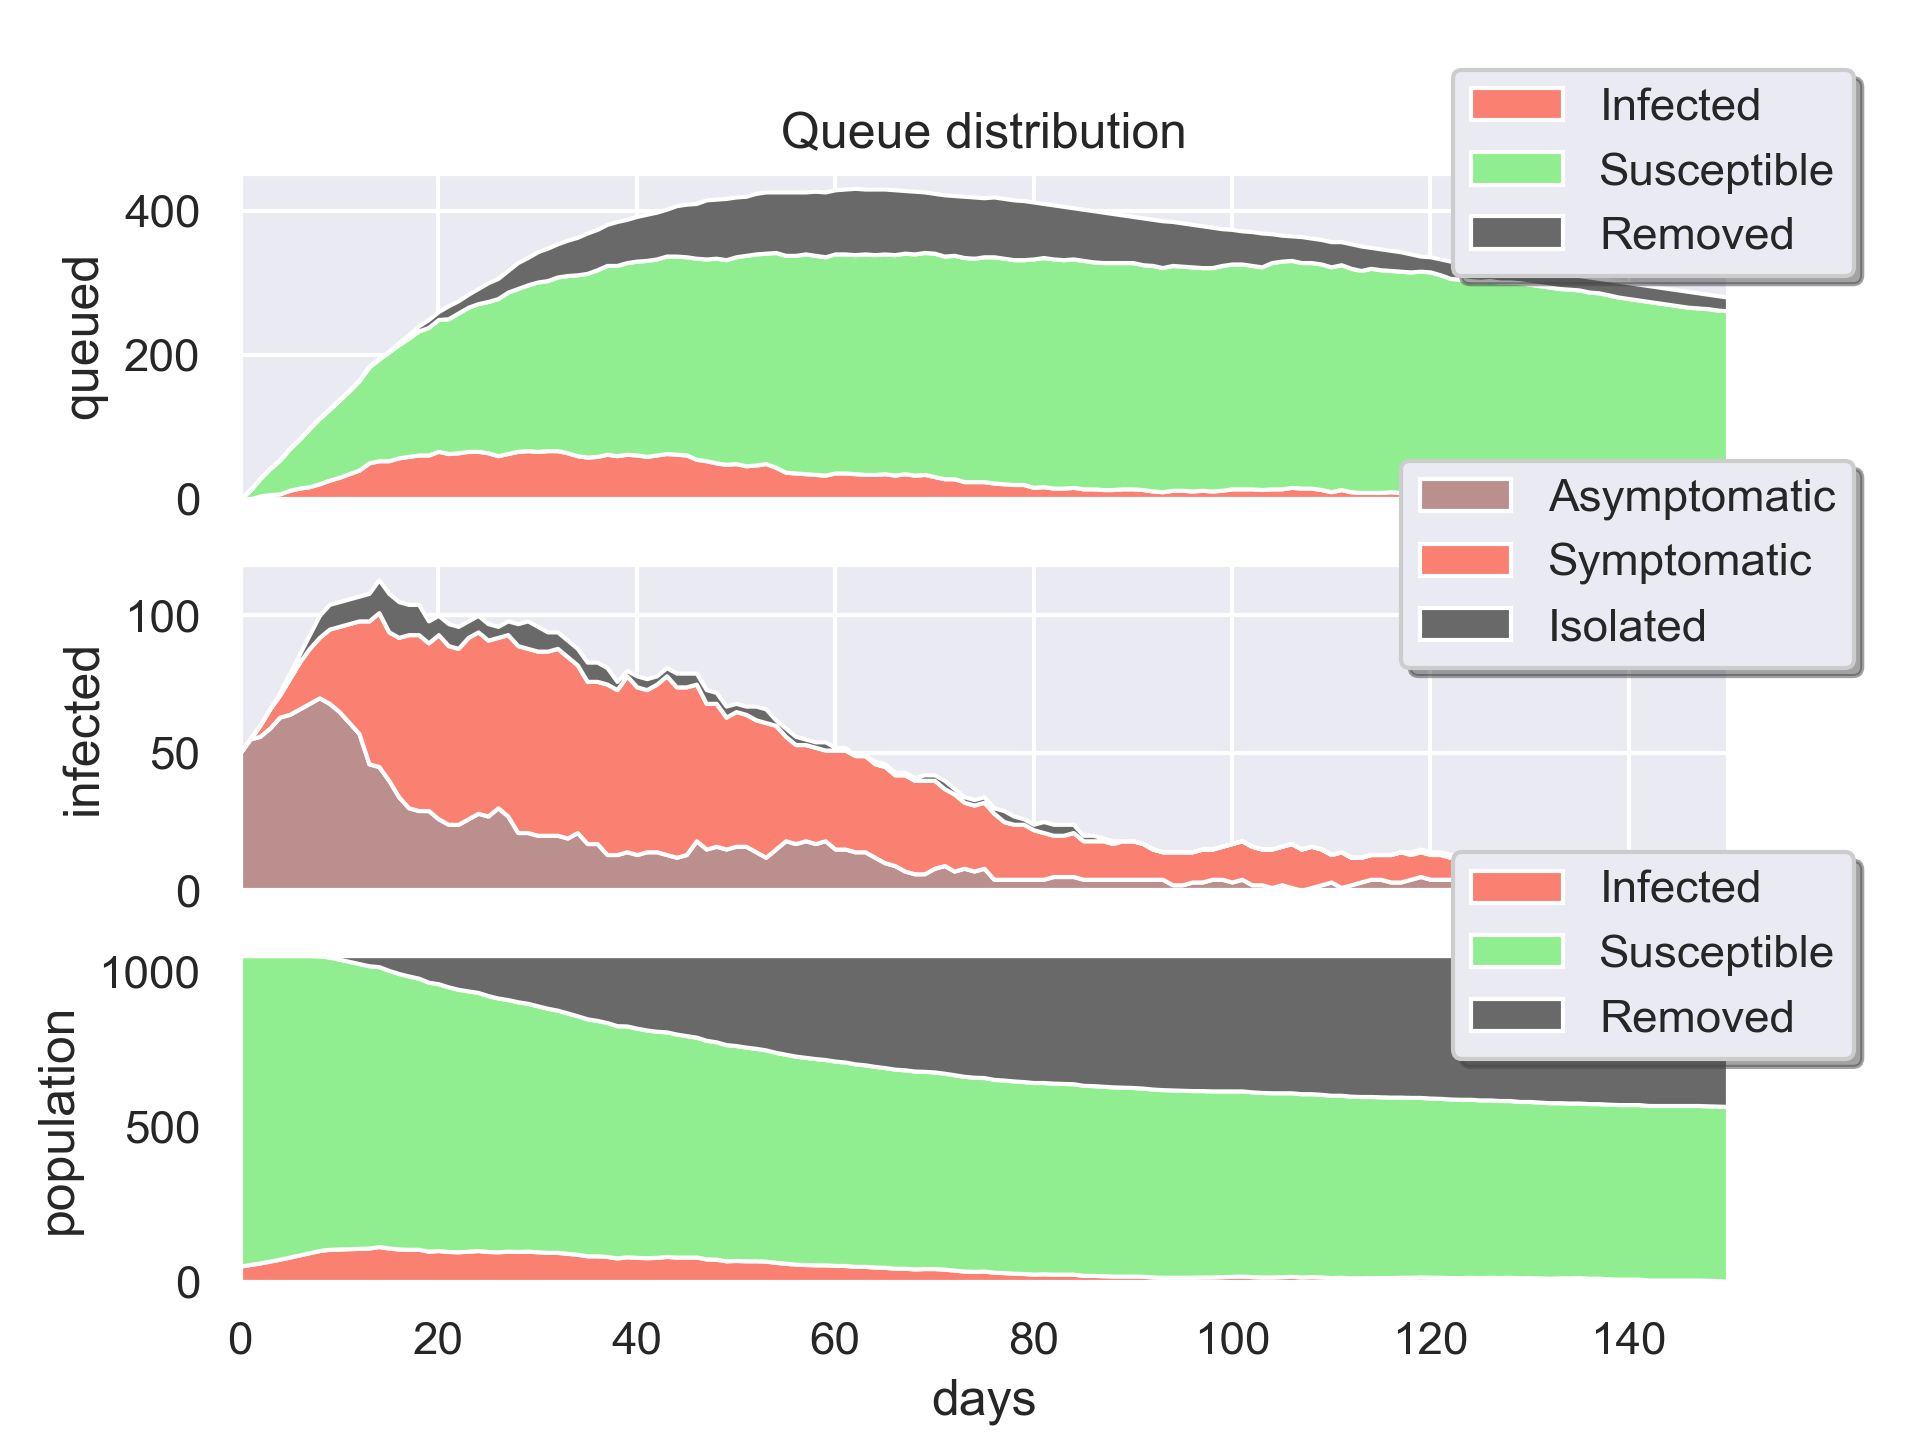 Queue distribution
Infected
Susceptible
Removed
queued
400
200
0
Asymptomatic
Symptomatic
Isolated
infected
100
50
0
Infected
Susceptible
Removed
population
1000
500
0
0 20 40 60 80 100 120 140
days